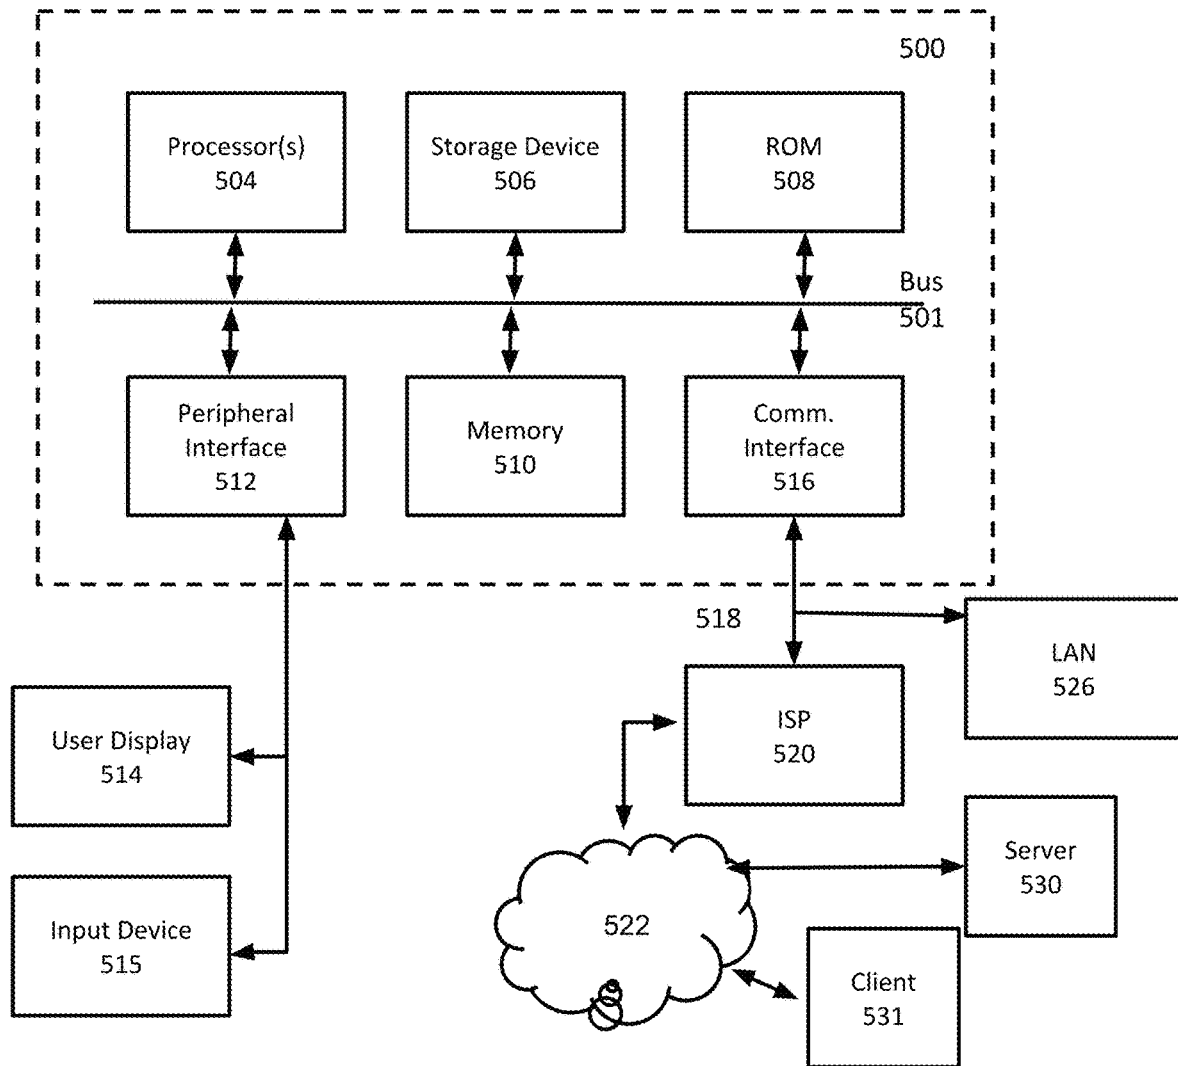 500
Processor(s)
504
Storage Device
506
ROM
508
Bus
501
Peripheral
Interface
512
Memory
510
Comm.
Interface
516
518
LAN
526
User Display
514
ISP
520
Server
530
Input Device
515
522
Client
531